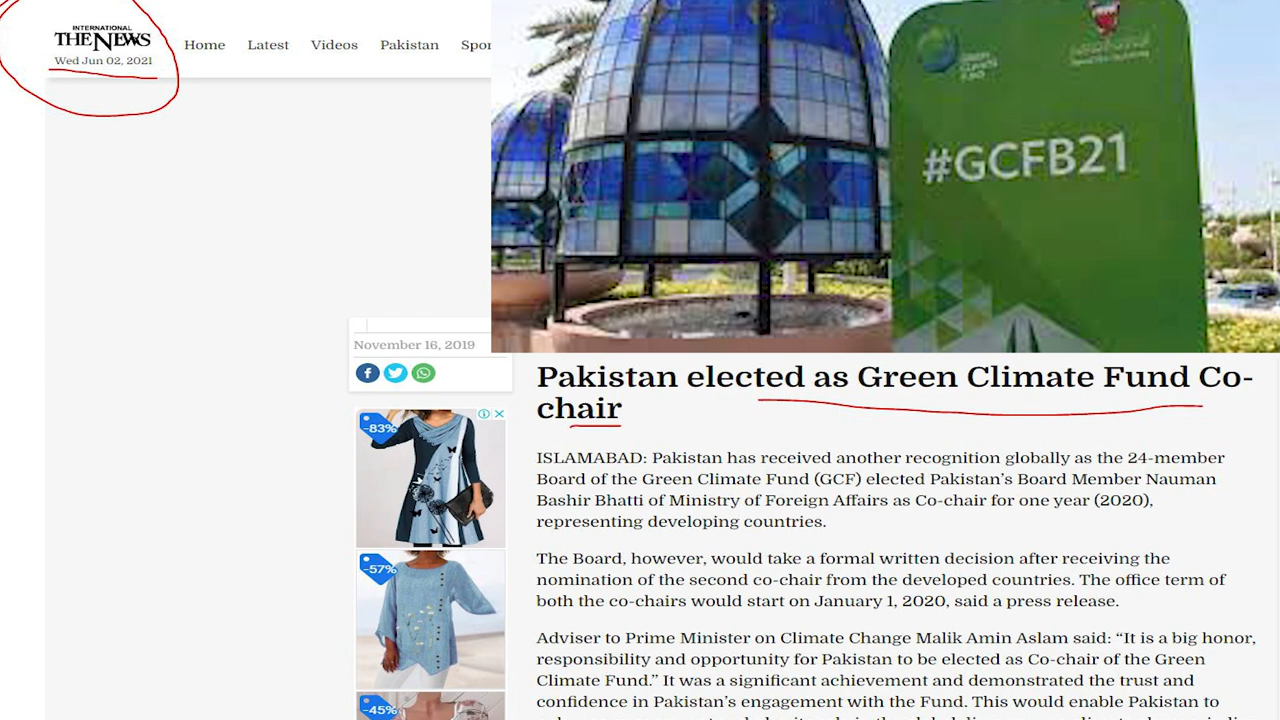 INTERNATIONAL
THE NEWS
Wed Jun 02, 2021
Home Latest Videos Pakistan Spor
GREEN
CLIMATE
FUND
#GCFB21
November 16, 2019
Pakistan elected as Green Climate Fund Co-
chair
-83%
-57%
-45%
ISLAMABAD: Pakistan has received another recognition globally as the 24-member
Board of the Green Climate Fund (GCF) elected Pakistan’s Board Member Nauman
Bashir Bhatti of Ministry of Foreign Affairs as Co-chair for one year (2020),
representing developing countries.
The Board, however, would take a formal written decision after receiving the
nomination of the second co-chair from the developed countries. The office term of
both the co-chairs would start on January 1, 2020, said a press release.
Adviser to Prime Minister on Climate Change Malik Amin Aslam said: “It is a big honor,
responsibility and opportunity for Pakistan to be elected as Co-chair of the Green
Climate Fund.” It was a significant achievement and demonstrated the trust and
confidence in Pakistan’s engagement with the Fund. This would enable Pakistan to